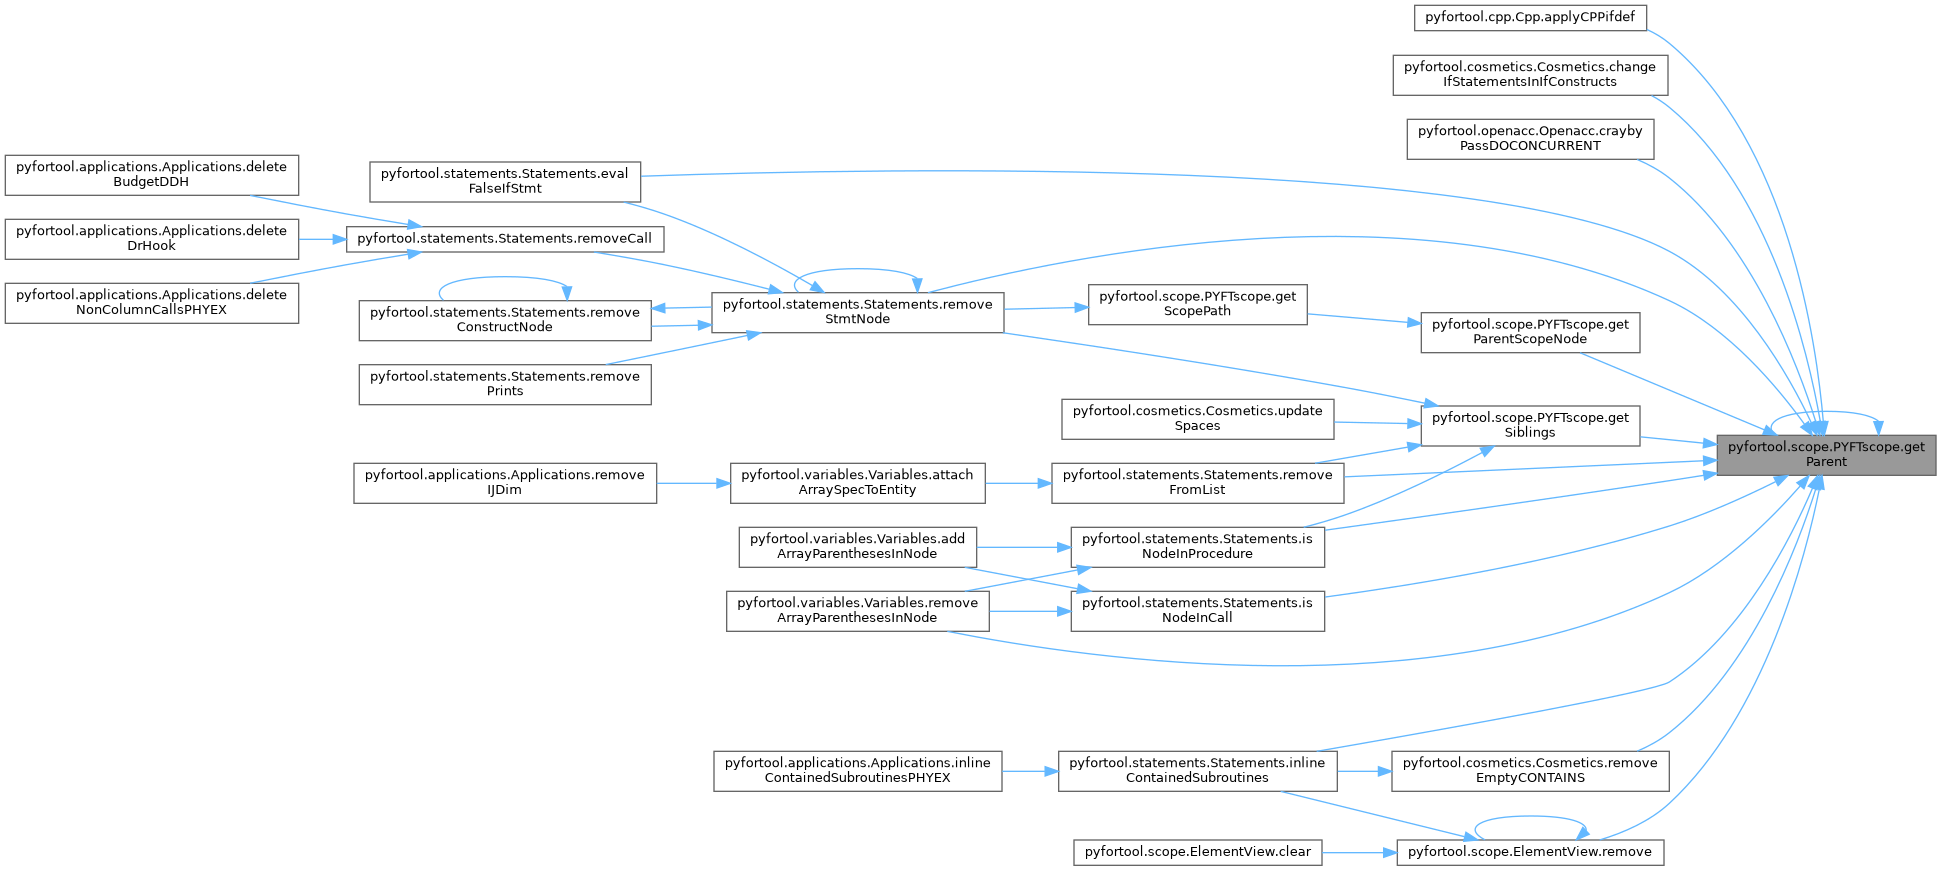 pyfortool.cpp.Cpp.applyCPPifdef
pyfortool.cosmetics.Cosmetics.change
IfStatementsInIfConstructs
pyfortool.openacc.Openacc.crayby
PassDOCONCURRENT
pyfortool.applications.Applications.delete
BudgetDDH
pyfortool.statements.Statements.eval
FalseIfStmt
pyfortool.applications.Applications.delete
DrHook
pyfortool.statements.Statements.removeCall
pyfortool.applications.Applications.delete
NonColumnCallsPHYEX
pyfortool.statements.Statements.remove
ConstructNode
pyfortool.statements.Statements.remove
StmtNode
pyfortool.scope.PYFTscope.get
ScopePath
pyfortool.scope.PYFTscope.get
ParentScopeNode
pyfortool.statements.Statements.remove
Prints
pyfortool.cosmetics.Cosmetics.update
Spaces
pyfortool.scope.PYFTscope.get
Siblings
pyfortool.scope.PYFTscope.get
Parent
pyfortool.applications.Applications.remove
IJDim
pyfortool.variables.Variables.attach
ArraySpecToEntity
pyfortool.statements.Statements.remove
FromList
pyfortool.variables.Variables.add
ArrayParenthesesInNode
pyfortool.statements.Statements.is
NodeInProcedure
pyfortool.variables.Variables.remove
ArrayParenthesesInNode
pyfortool.statements.Statements.is
NodeInCall
pyfortool.applications.Applications.inline
ContainedSubroutinesPHYEX
pyfortool.statements.Statements.inline
ContainedSubroutines
pyfortool.cosmetics.Cosmetics.remove
EmptyCONTAINS
pyfortool.scope.ElementView.clear
pyfortool.scope.ElementView.remove